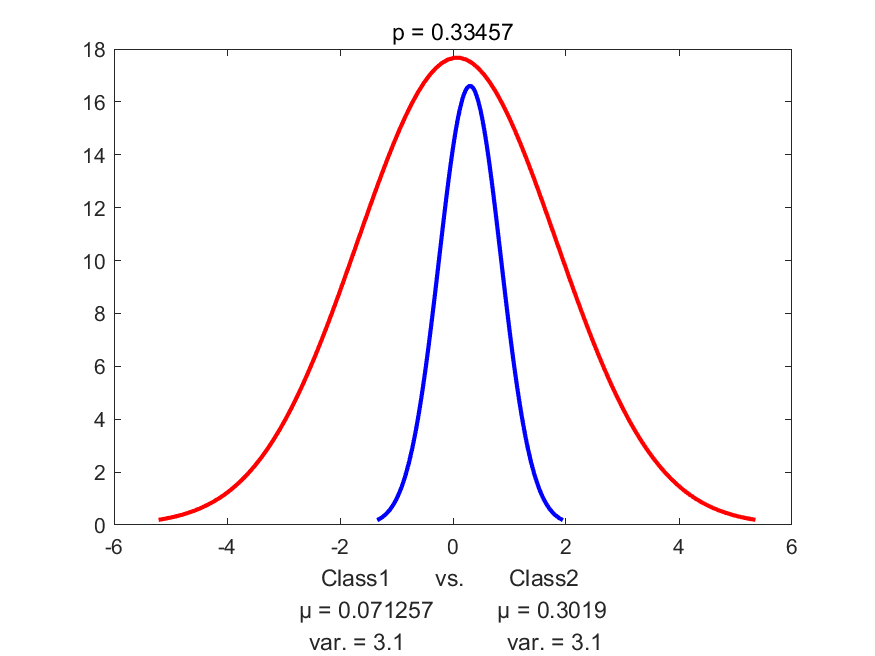 p = 0.33457
18
16
14
12
10
8
6
4
2
0
-6 -4 -2 0 2 4 6
Class1 vs. Class2
μ = 0.071257 μ = 0.3019
var. = 3.1 var. = 3.1